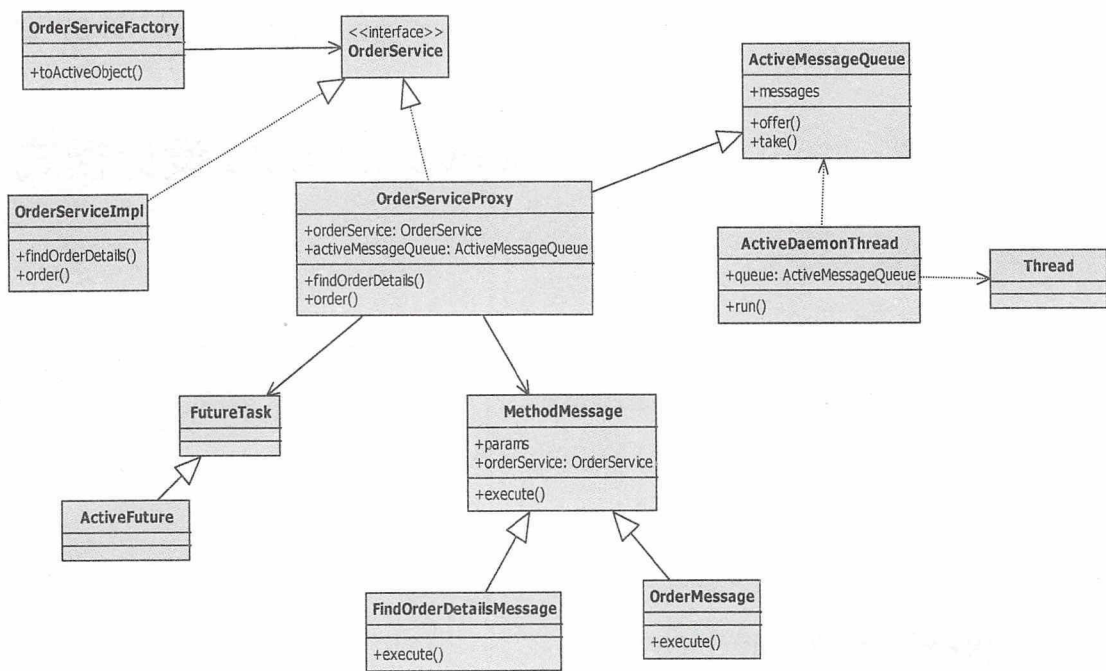 OrderServiceFactory
+toActiveObject()
<<interface>>
OrderService
ActiveMessageQueue
+messages
+offer()
+take()
OrderServiceImpl
+findOrderDetails()
+order()
OrderServiceProxy
+orderService: OrderService
+activeMessageQueue: ActiveMessageQueue
+findOrderDetails()
+order()
ActiveDaemonThread
+queue: ActiveMessageQueue
+run()
Thread
FutureTask
ActiveFuture
MethodMessage
+params
+orderService: OrderService
+execute()
FindOrderDetailsMessage
+execute()
OrderMessage
+execute()